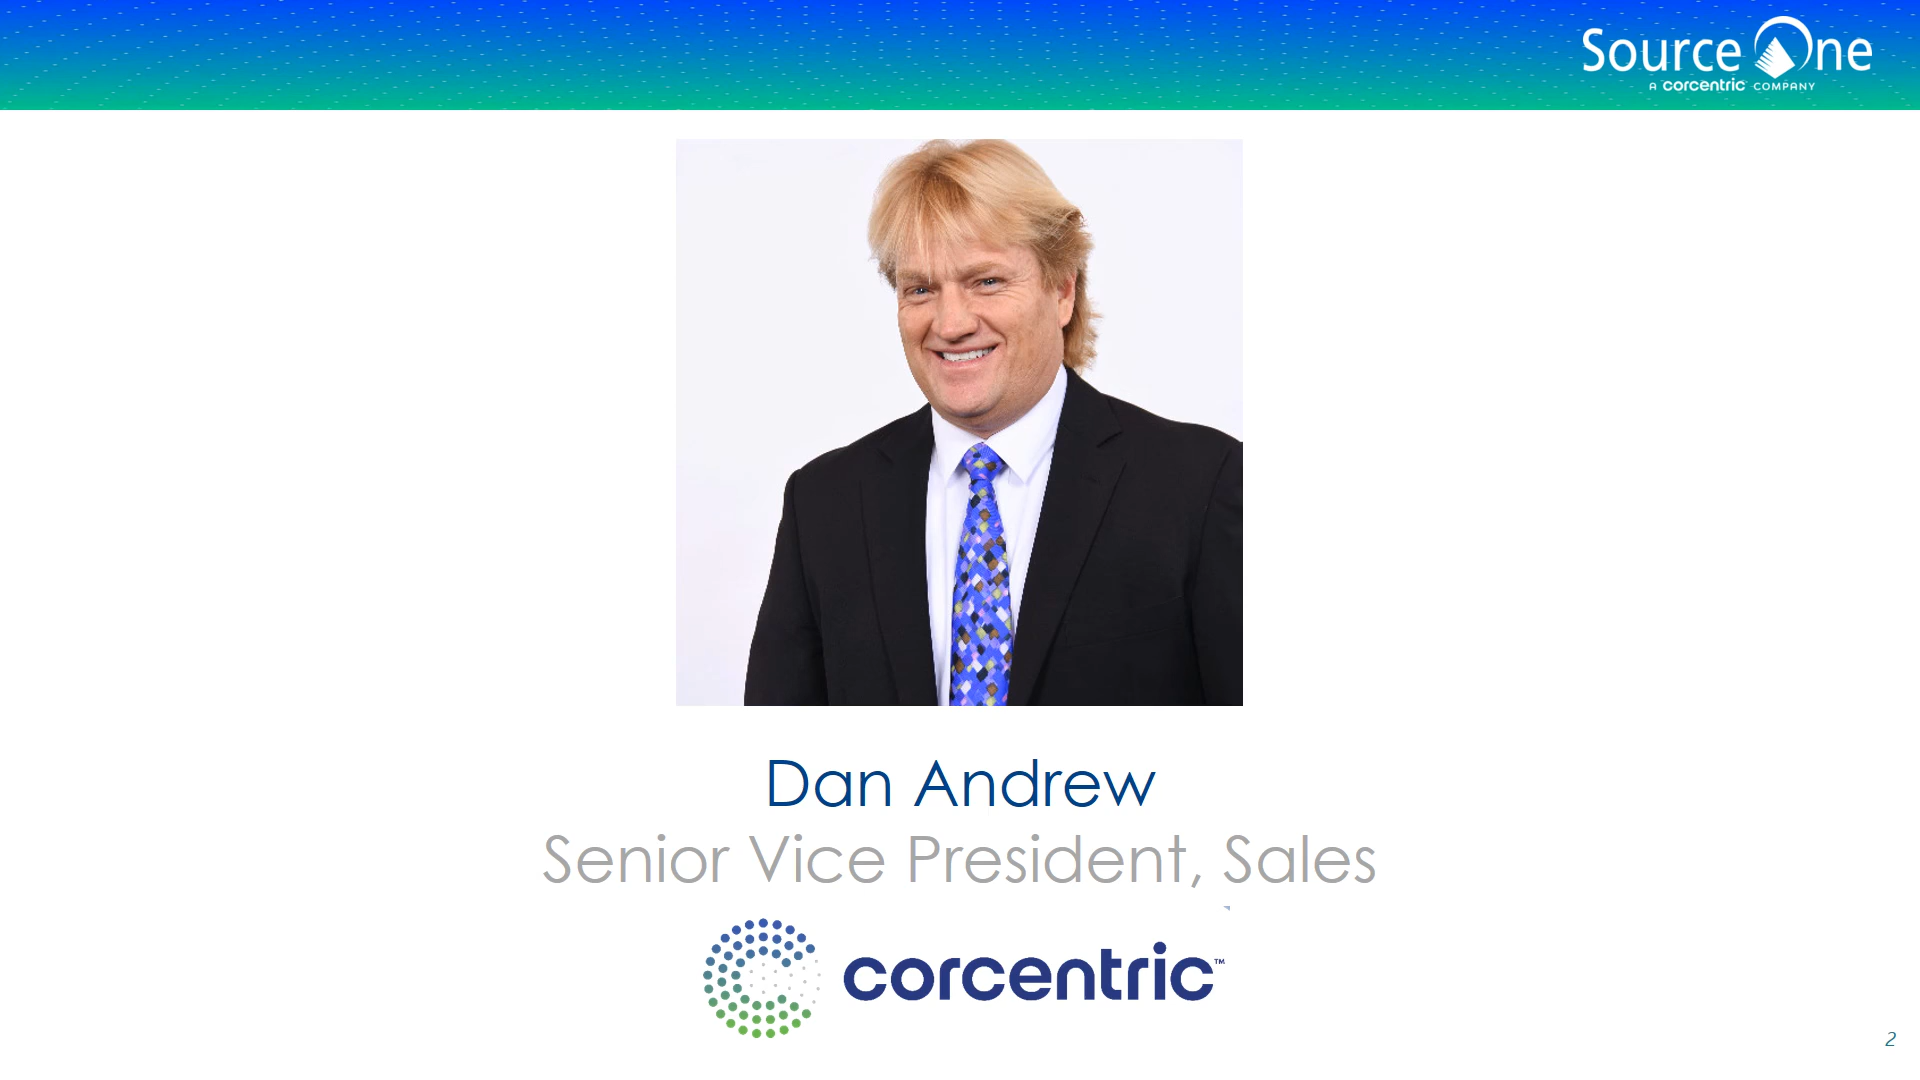 Source One
A corcentric COMPANY
Dan Andrew
Senior Vice President, Sales
corcentric™
2